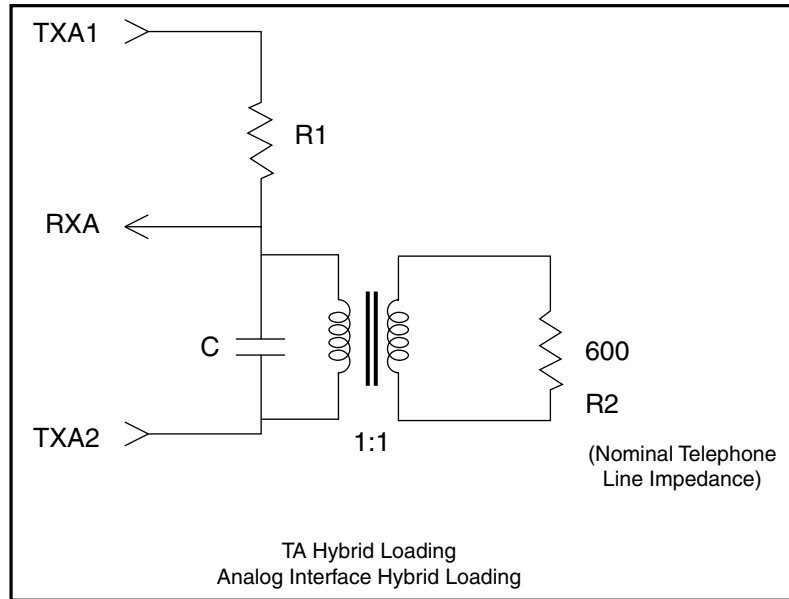 TXA1
R1
RXA
C
600
R2
TXA2
1:1
(Nominal Telephone
Line Impedance)
TA Hybrid Loading
Analog Interface Hybrid Loading